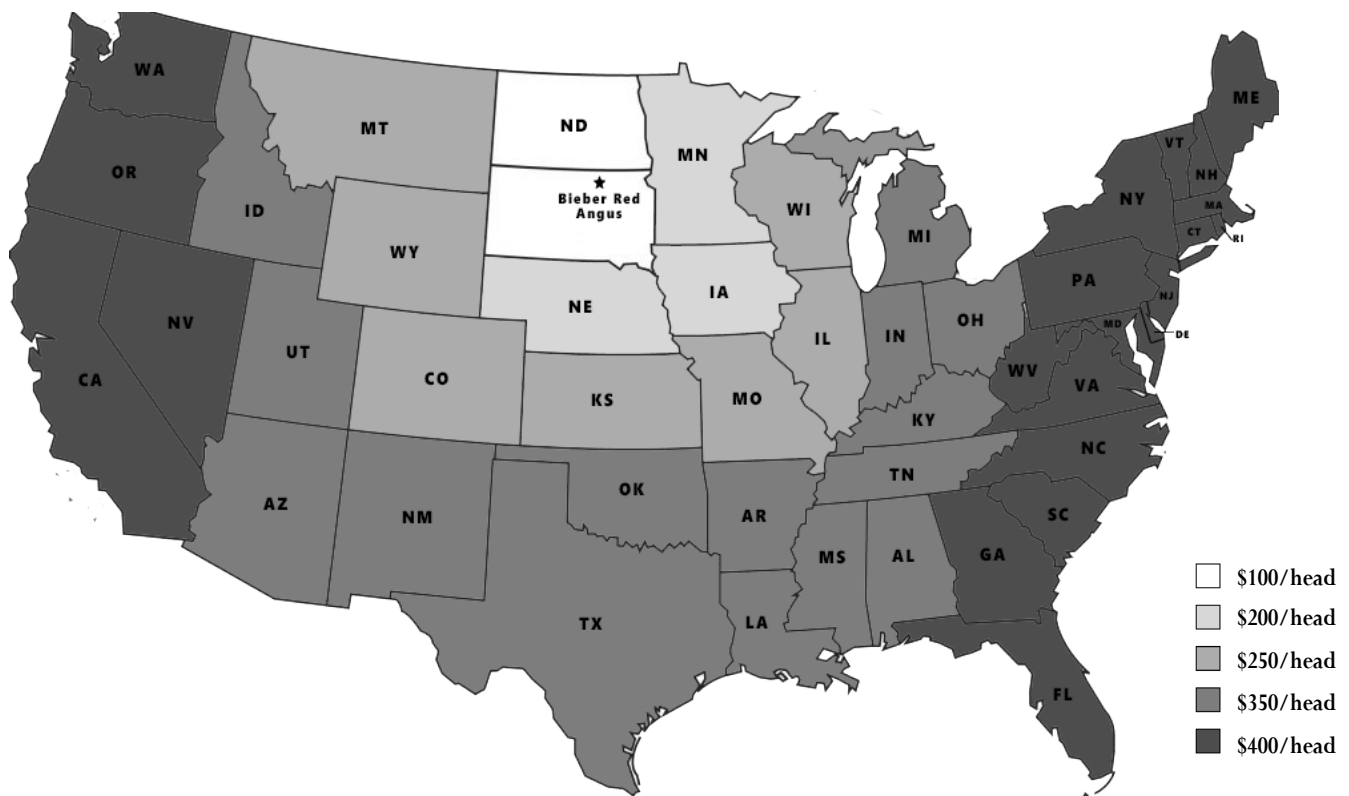 WA
ME
MT
ND
VT
MN
OR
NH
Bieber Red
Angus
NY
MA
ID
WI
CT
RI
MI
WY
PA
IA
NJ
NE
NV
OH
MD
DE
IN
IL
UT
WV
CA
CO
VA
MO
KS
KY
NC
TN
OK
AZ
NM
AR
SC
MS
AL
GA
$100/head
TX
LA
$200/head
$250/head
FL
$350/head
$400/head